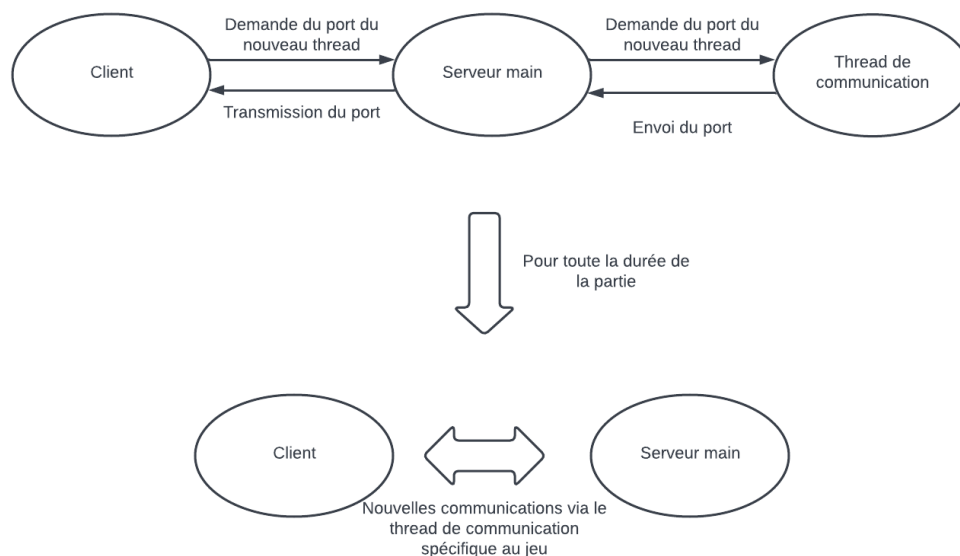 Demande du port du
nouveau thread
Demande du port du
nouveau thread
Client
Serveur main
Thread de
communication
Transmission du port
Envoi du port
Pour toute la durée de
la partie
Client
Serveur main
Nouvelles communications via le
thread de communication
spécifique au jeu